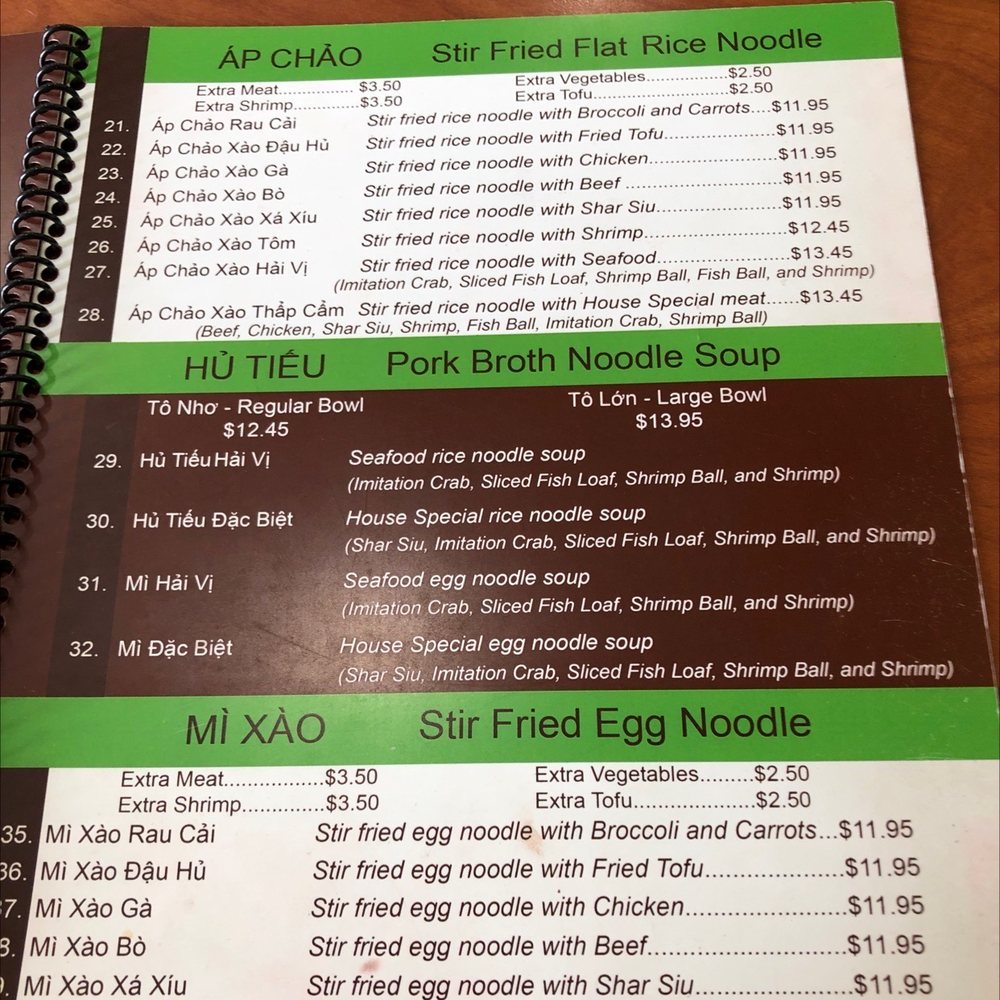 ÁP CHẢO Stir Fried Flat Rice Noodle
Extra Meat................ $3.50 Extra Vegetables.................$2.50
Extra Shrimp.............$3.50 Extra Tofu............................$2.50
21. Áp Chảo Rau Cải Stir fried rice noodle with Broccoli and Carrots....$11.95
22. Áp Chảo Xào Đậu Hủ Stir fried rice noodle with Fried Tofu.....................$11.95
23. Áp Chảo Xào Gà Stir fried rice noodle with Chicken........................$11.95
24. Áp Chảo Xào Bò Stir fried rice noodle with Beef .............................$11.95
25. Áp Chảo Xào Xá Xíu Stir fried rice noodle with Shar Siu.......................$11.95
26. Áp Chảo Xào Tôm Stir fried rice noodle with Shrimp..........................$12.45
27. Áp Chảo Xào Hải Vị Stir fried rice noodle with Seafood.........................$13.45
(Imitation Crab, Sliced Fish Loaf, Shrimp Ball, Fish Ball, and Shrimp)
28. Áp Chảo Xào Thẩp Cẩm Stir fried rice noodle with House Special meat......$13.45
(Beef, Chicken, Shar Siu, Shrimp, Fish Ball, Imitation Crab, Shrimp Ball)
HỦ TIẾU Pork Broth Noodle Soup
Tô Nhơ - Regular Bowl Tô Lớn - Large Bowl
$12.45 $13.95
29. Hủ Tiếu Hải Vị Seafood rice noodle soup
(Imitation Crab, Sliced Fish Loaf, Shrimp Ball, and Shrimp)
30. Hủ Tiếu Đặc Biệt House Special rice noodle soup
(Shar Siu, Imitation Crab, Sliced Fish Loaf, Shrimp Ball, and Shrimp)
31. Mì Hải Vị Seafood egg noodle soup
(Imitation Crab, Sliced Fish Loaf, Shrimp Ball, and Shrimp)
32. Mì Đặc Biệt House Special egg noodle soup
(Shar Siu, Imitation Crab, Sliced Fish Loaf, Shrimp Ball, and Shrimp)
MÌ XÀO Stir Fried Egg Noodle
Extra Meat................$3.50 Extra Vegetables.........$2.50
Extra Shrimp.............$3.50 Extra Tofu....................$2.50
35. Mì Xào Rau Cải Stir fried egg noodle with Broccoli and Carrots...$11.95
36. Mì Xào Đậu Hủ Stir fried egg noodle with Fried Tofu....................$11.95
7. Mì Xào Gà Stir fried egg noodle with Chicken.......................$11.95
8. Mì Xào Bò Stir fried egg noodle with Beef............................$11.95
. Mì Xào Xá Xíu Stir fried egg noodle with Shar Siu......................$11.95